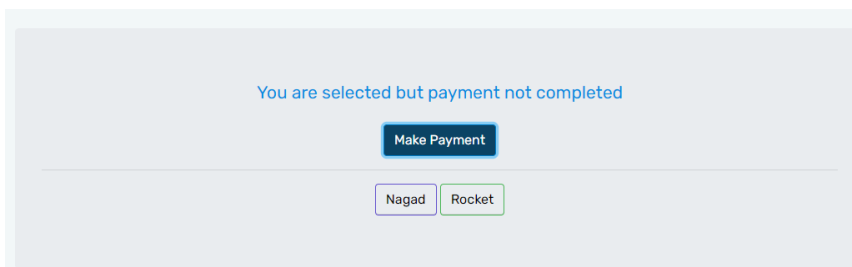 You are selected but payment not completed
Make Payment
Nagad Rocket